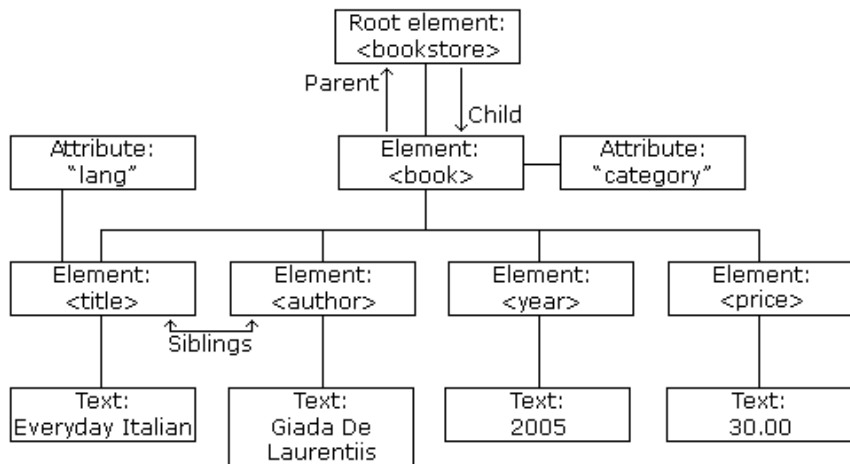 Root element:
<bookstore>
Parent
Child
Attribute:
“lang”
Element:
<book>
Attribute:
“category”
Element:
<title>
Element:
<author>
Element:
<year>
Element:
<price>
Siblings
Text:
Everyday Italian
Text:
Giada De
Laurentiis
Text:
2005
Text:
30.00